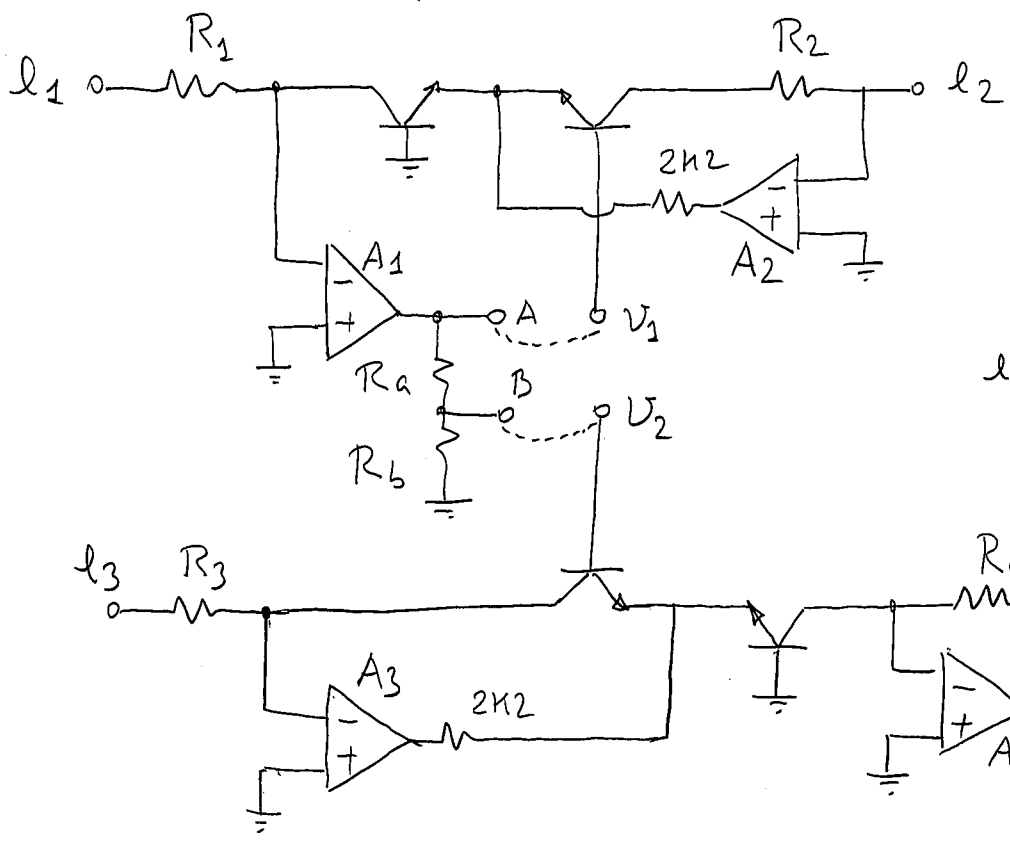 R1
R2
l1
l2
2K2
-
+
A2
A1
-
+
A
V1
l
Ra
B
V2
Rb
l3
R3
R
A3
-
+
2K2
-
+
A